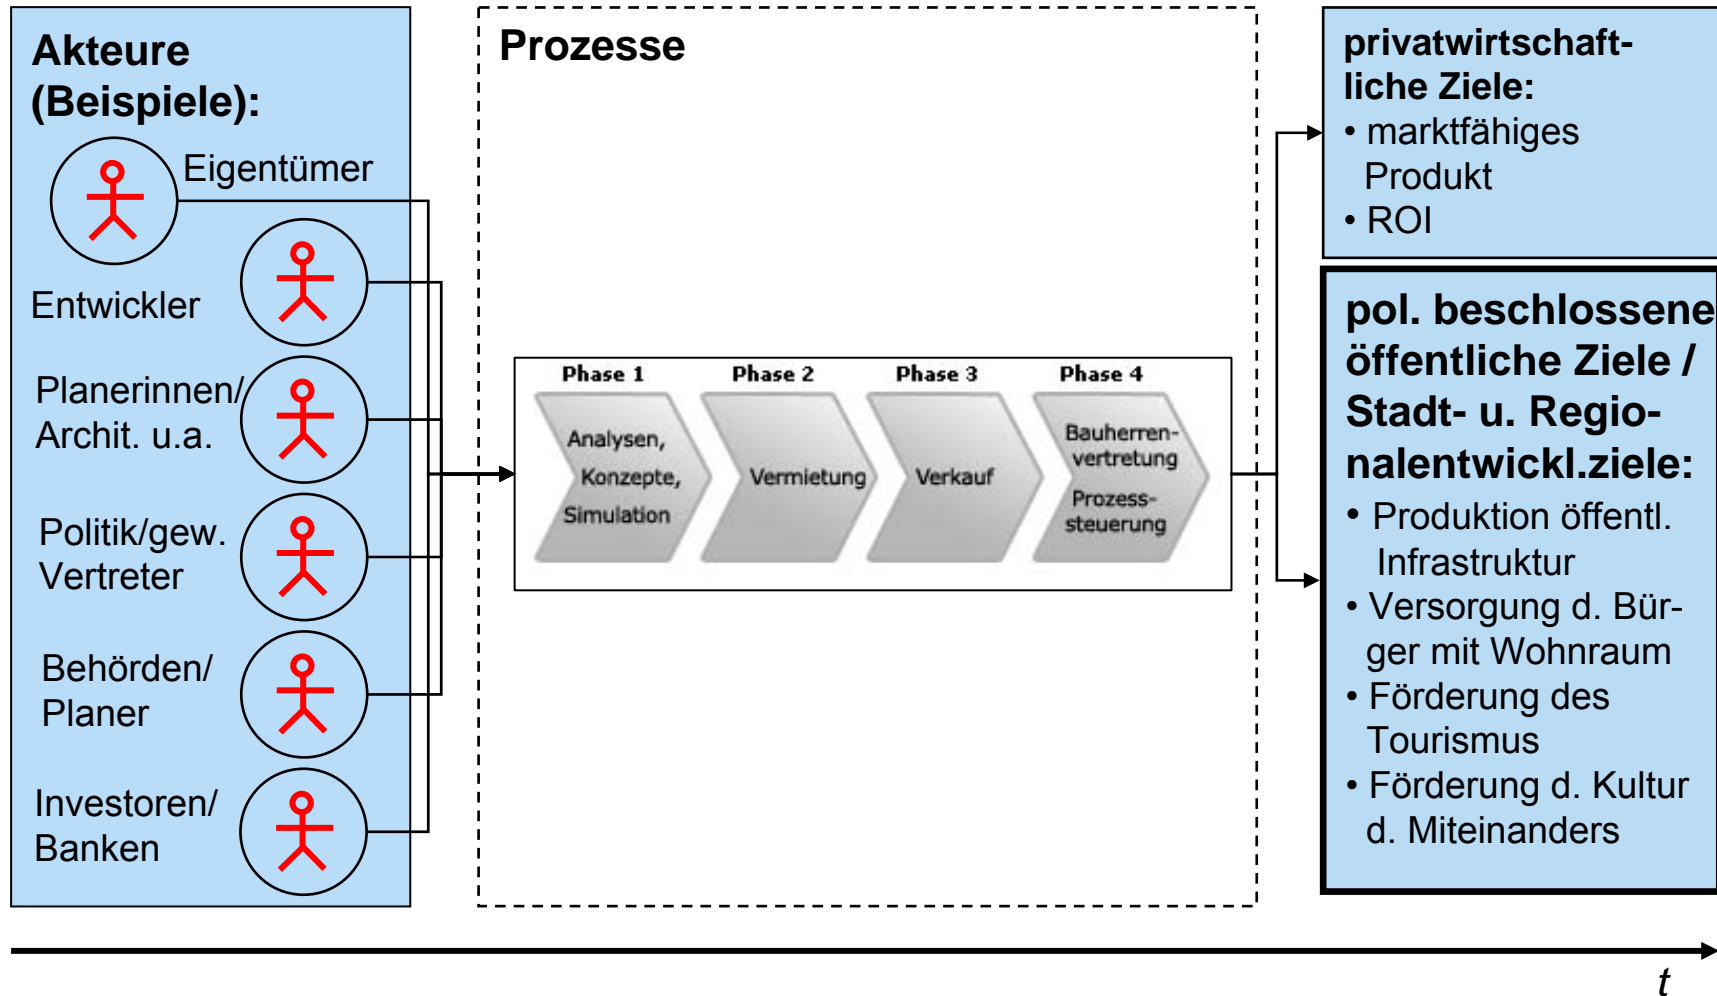 Akteure
(Beispiele):
Eigentümer
Entwickler
Planerinnen/
Archit. u.a.
Politik/gew.
Vertreter
Behörden/
Planer
Investoren/
Banken
Prozesse
Phase 1
Analysen,
Konzepte,
Simulation
Phase 2
Vermietung
Phase 3
Verkauf
Phase 4
Bauherren-
vertretung
Prozess-
steuerung
privatwirtschaft-
liche Ziele:
• marktfähiges
Produkt
• ROI
pol. beschlossene
öffentliche Ziele /
Stadt- u. Regio-
nalentwickl.ziele:
• Produktion öffentl.
Infrastruktur
• Versorgung d. Bür-
ger mit Wohnraum
• Förderung des
Tourismus
• Förderung d. Kultur
d. Miteinanders
t